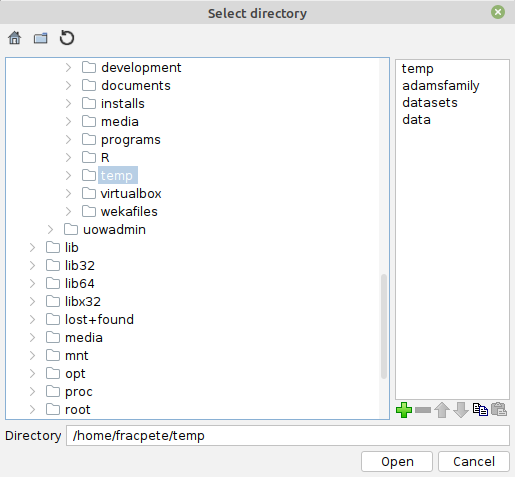 Select directory
development
documents
installs
media
programs
R
temp
virtualbox
wekafiles
uowadmin
lib
lib32
lib64
libx32
lost+found
media
mnt
opt
proc
root
temp
adamsfamily
datasets
data
Directory /home/fracpete/temp
Open Cancel